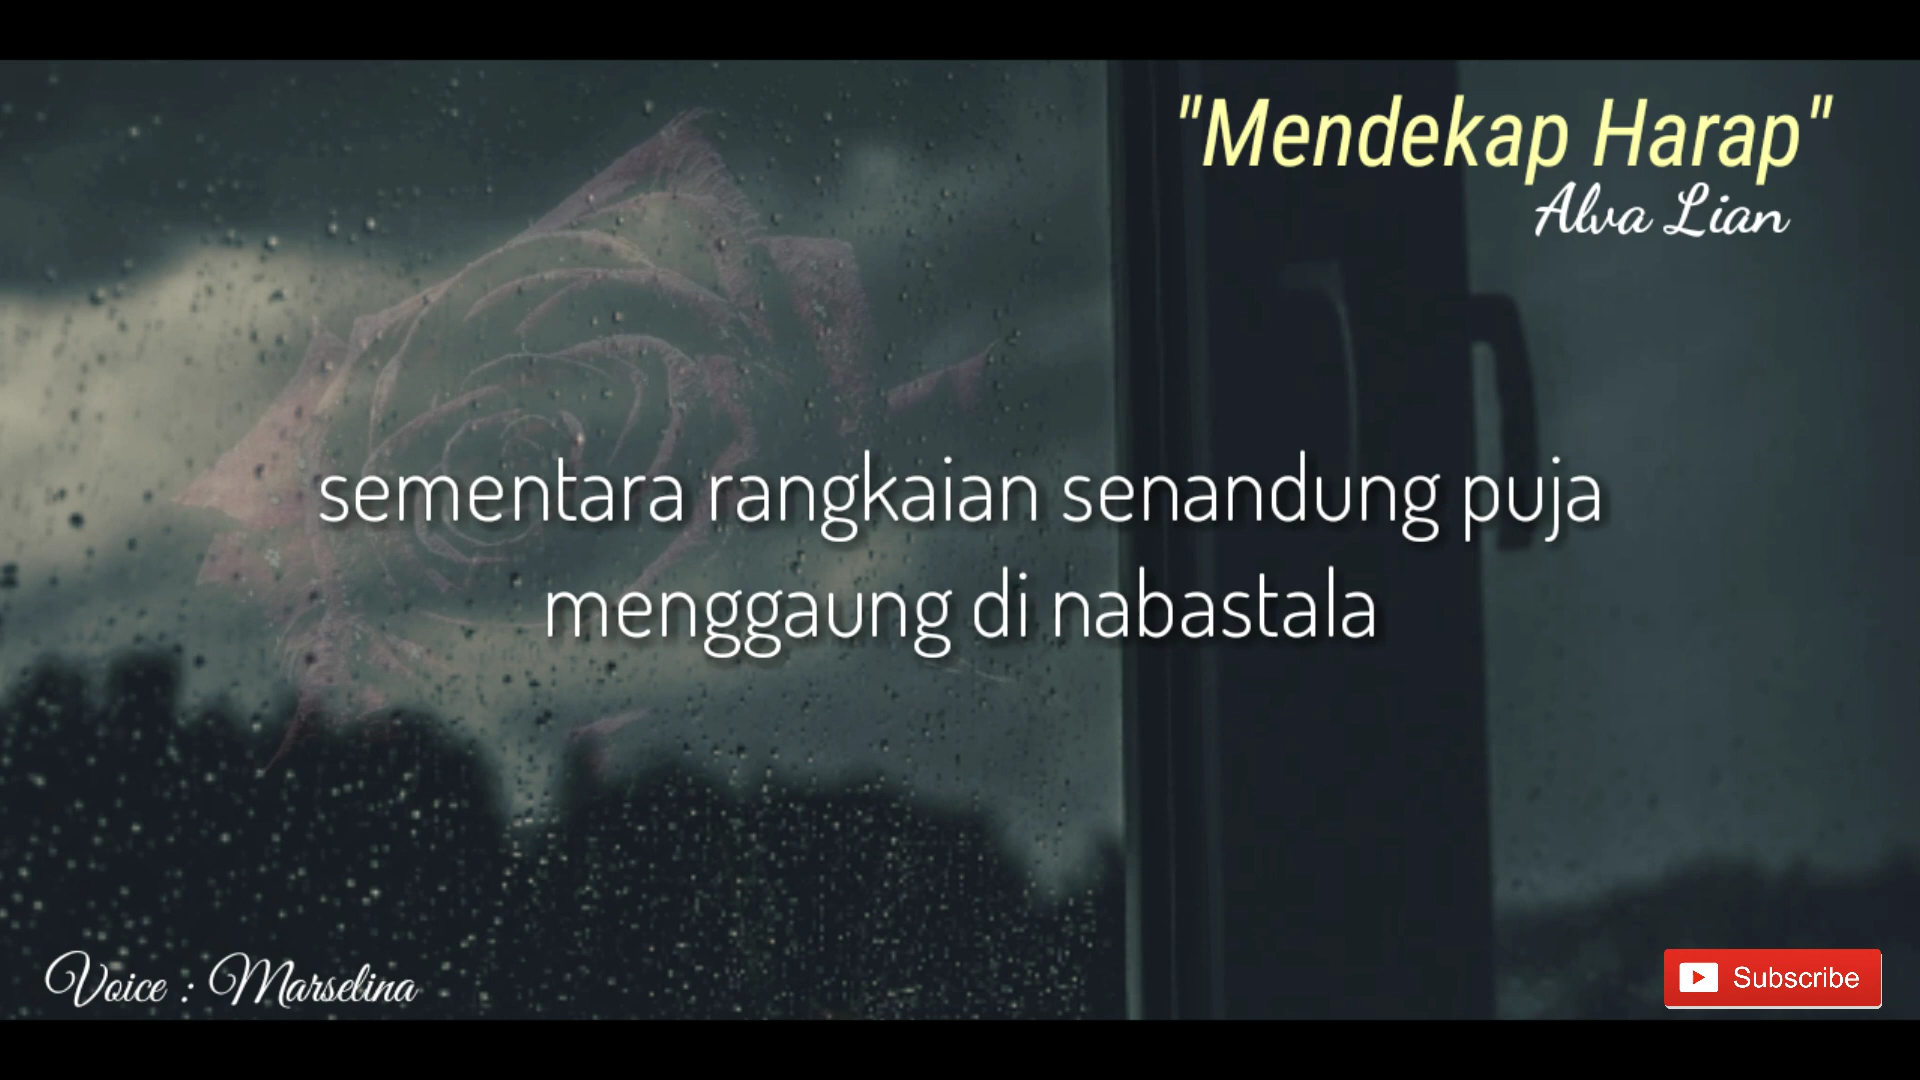 "Mendekap Harap"
Alva Lian
sementara rangkaian senandung puja
menggaung di nabastala
Voice : Marselina
Subscribe